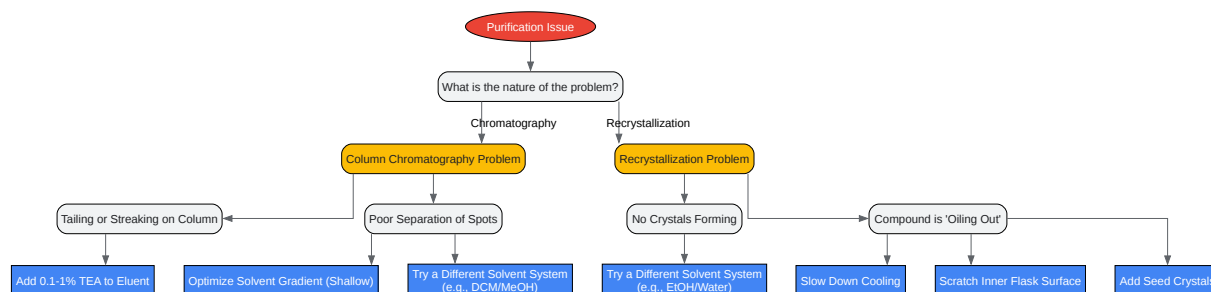 Purification Issue
What is the nature of the problem?
Chromatography
Recrystallization
Column Chromatography Problem
Recrystallization Problem
Tailing or Streaking on Column
Poor Separation of Spots
No Crystals Forming
Compound is 'Oiling Out'
Add 0.1-1% TEA to Eluent
Optimize Solvent Gradient (Shallow)
Try a Different Solvent System
(e.g., DCM/MeOH)
Try a Different Solvent System
(e.g., EtOH/Water)
Slow Down Cooling
Scratch Inner Flask Surface
Add Seed Crystals